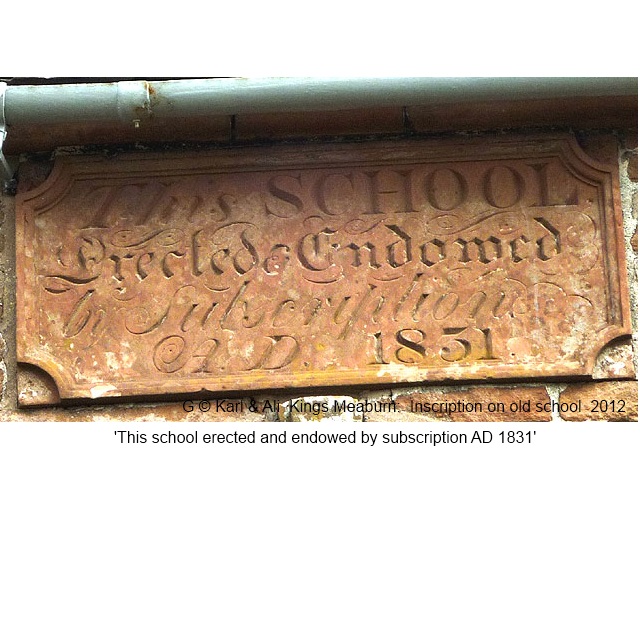 This SCHOOL
Erected & Endowed
by Subscription
A.D. 1831
G © Karl & Ali Kings Meaburn. Inscription on old school 2012
'This school erected and endowed by subscription AD 1831'